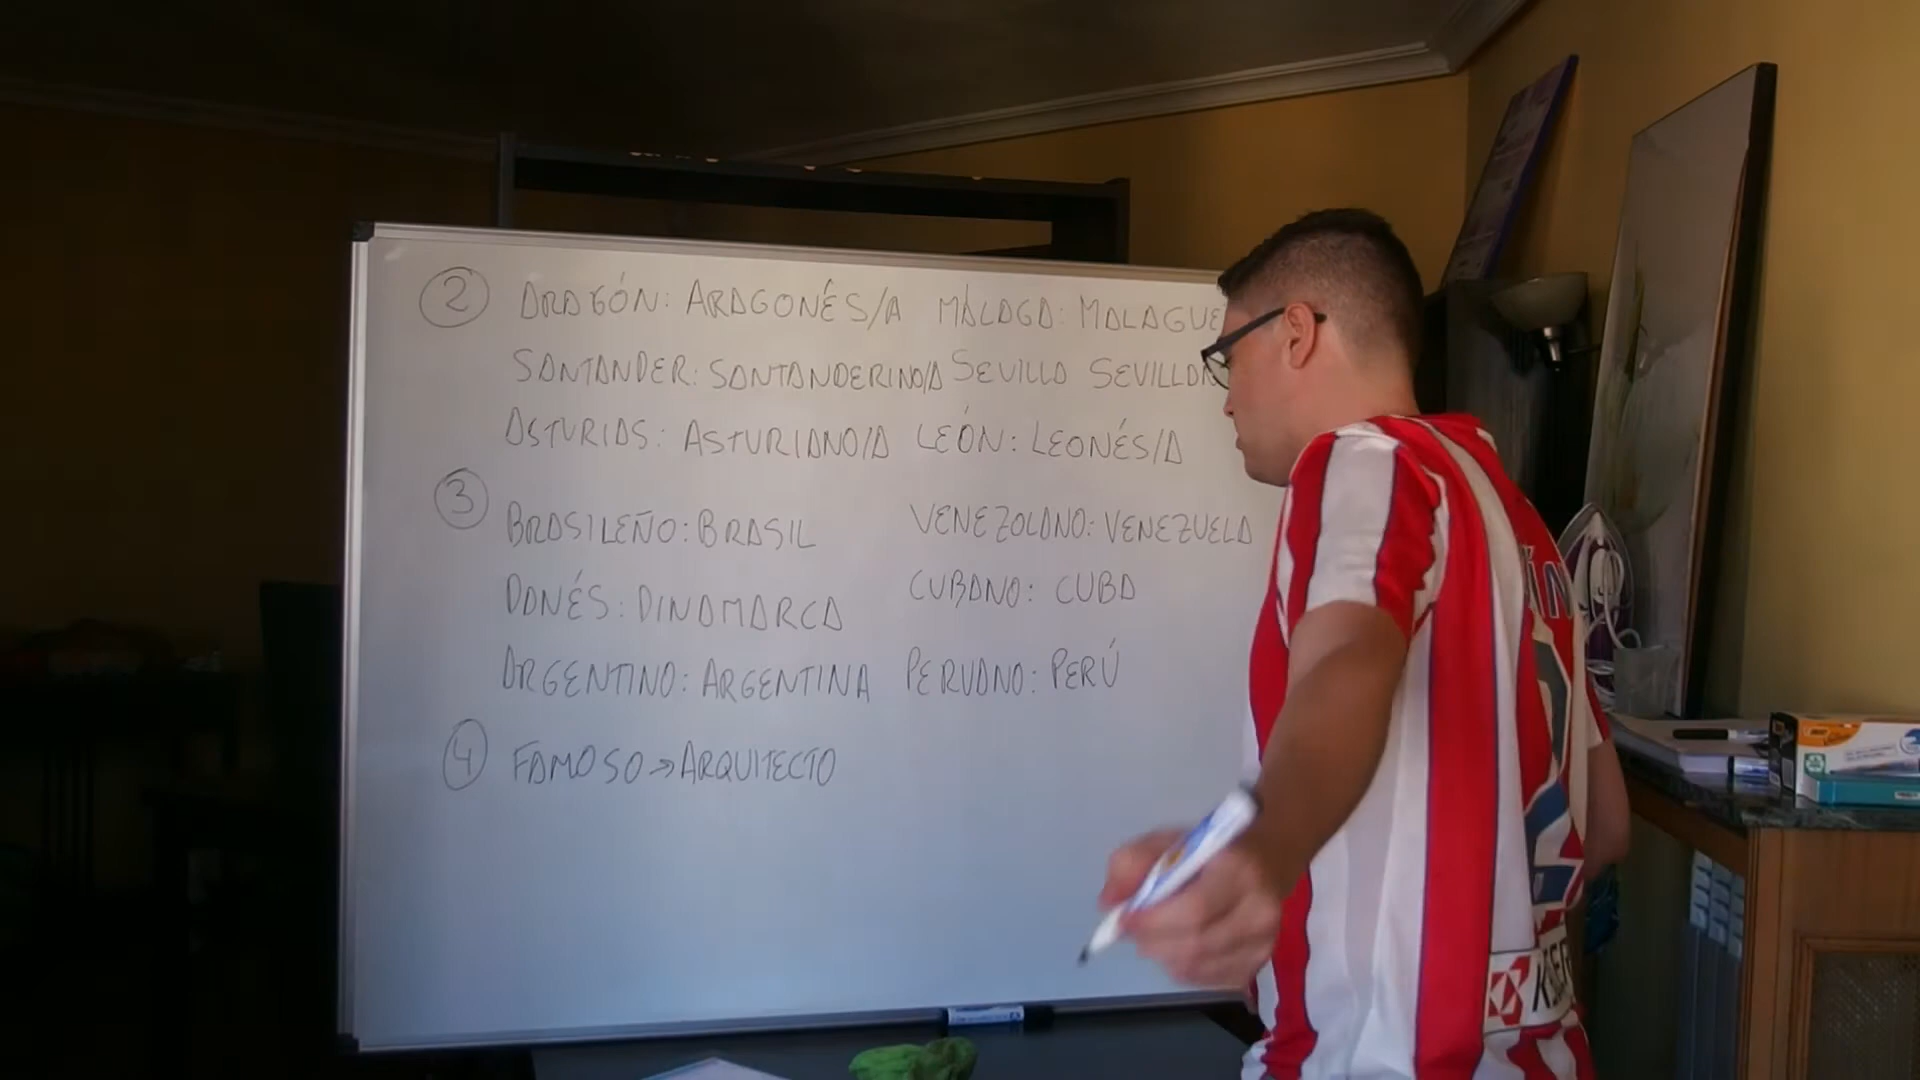 2 ARAGÓN: ARAGONÉS/A MÁLAGA: MALAGUE
SANTANDER: SANTANDERINO/A SEVILLA SEVILLAN
ASTURIAS: ASTURIANO/A LEÓN: LEONÉS/A
3
BRASILEÑO: BRASIL VENEZOLANO: VENEZUELA
DANÉS: DINAMARCA CUBANO: CUBA
ARGENTINO: ARGENTINA PERUANO: PERÚ
4 FAMOSO → ARQUITECTO